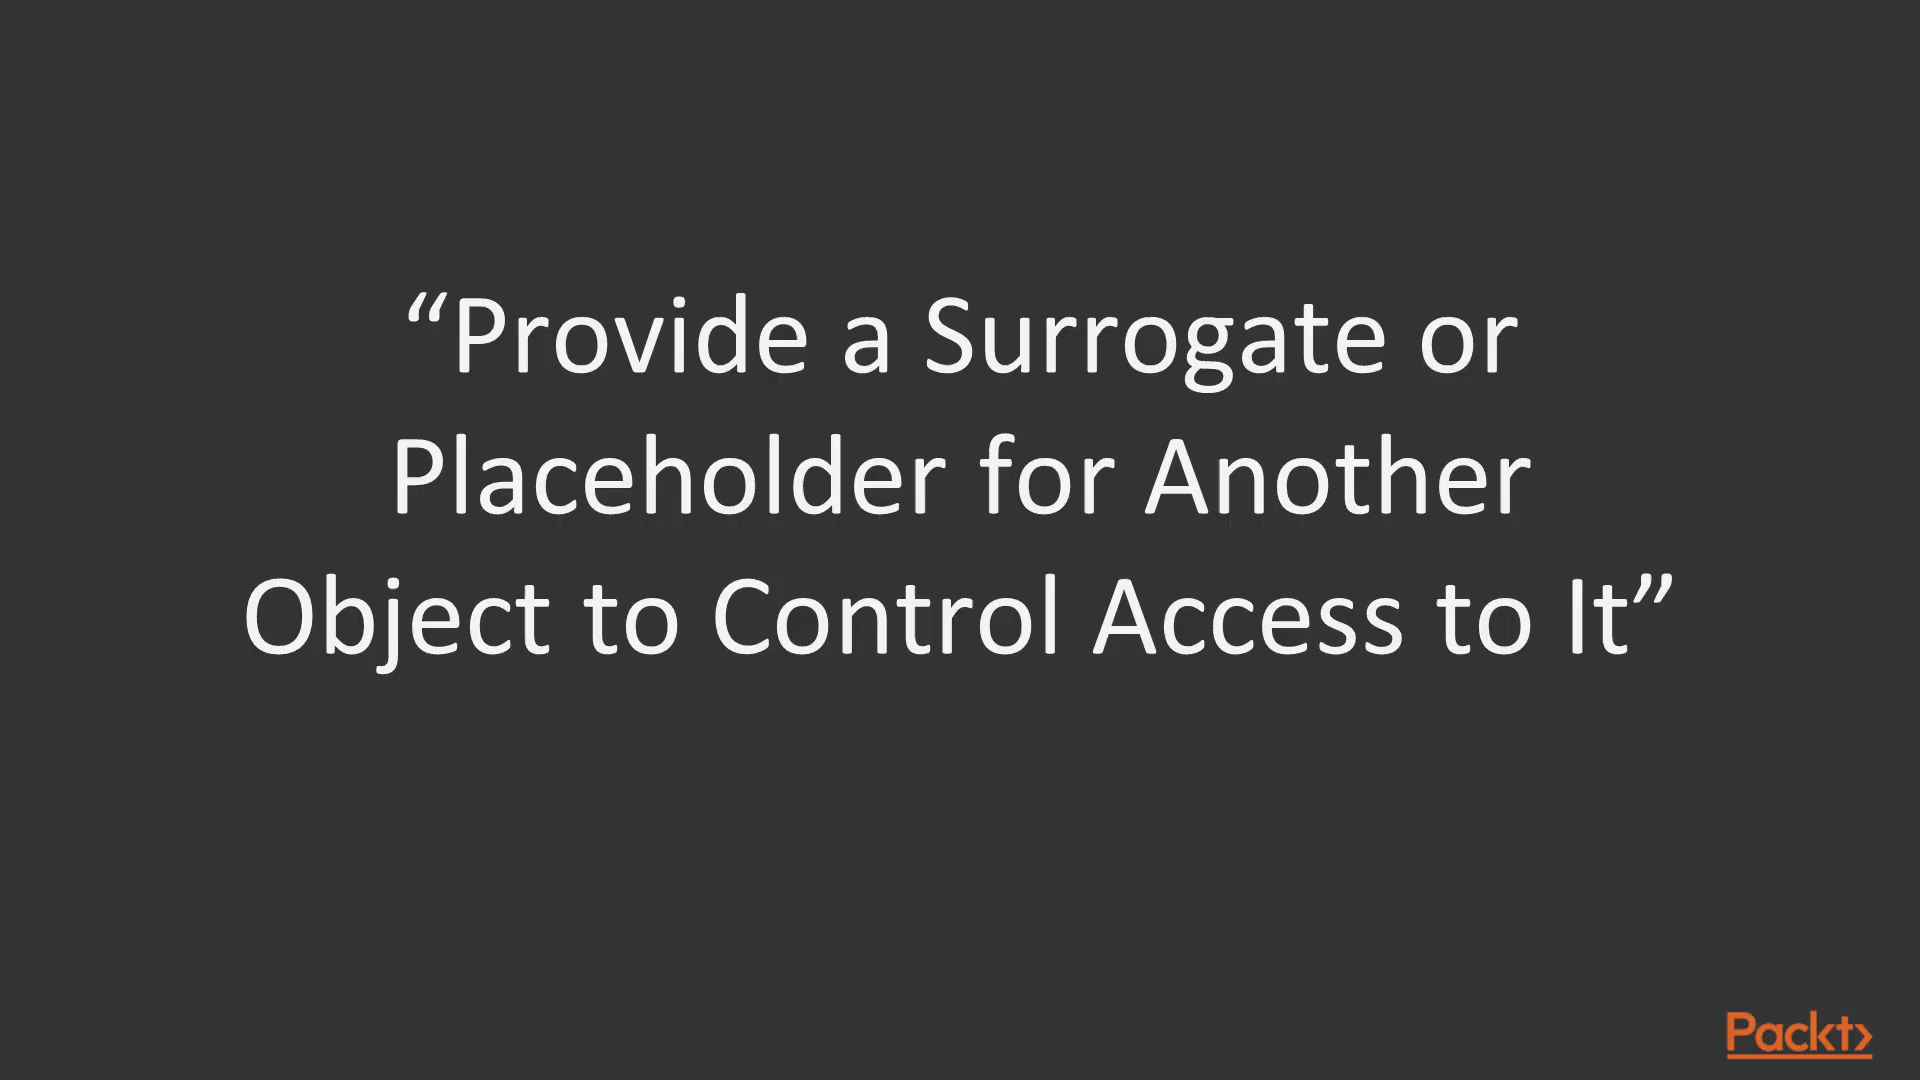 “Provide a Surrogate or
Placeholder for Another
Object to Control Access to It”
Packt>